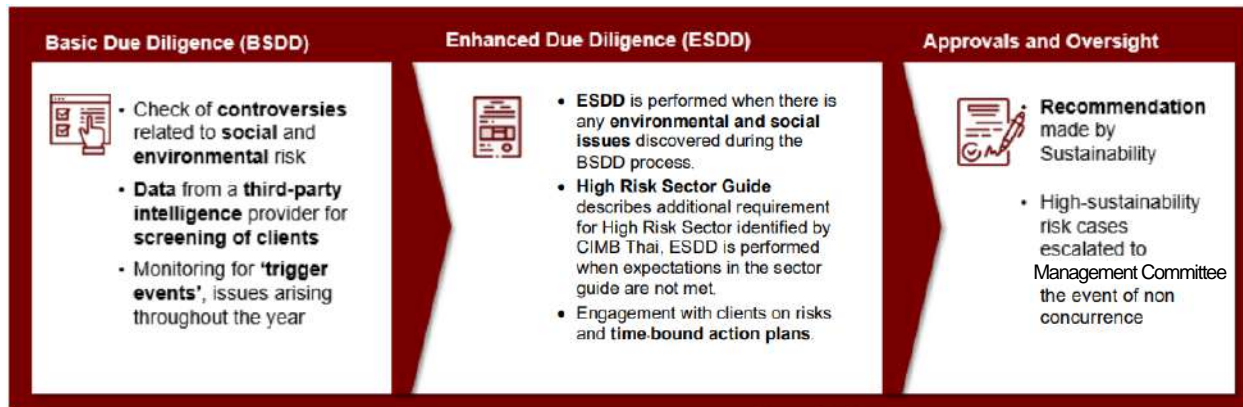 Basic Due Diligence (BSDD)
• Check of controversies
related to social and
environmental risk
• Data from a third-party
intelligence provider for
screening of clients
• Monitoring for ‘trigger
events’, issues arising
throughout the year
Enhanced Due Diligence (ESDD)
• ESDD is performed when there is
any environmental and social
issues discovered during the
BSDD process.
• High Risk Sector Guide
describes additional requirement
for High Risk Sector identified by
CIMB Thai, ESDD is performed
when expectations in the sector
guide are not met.
• Engagement with clients on risks
and time-bound action plans.
Approvals and Oversight
• Recommendation
made by
Sustainability
• High-sustainability
risk cases
escalated to
Management Committee
the event of non
concurrence